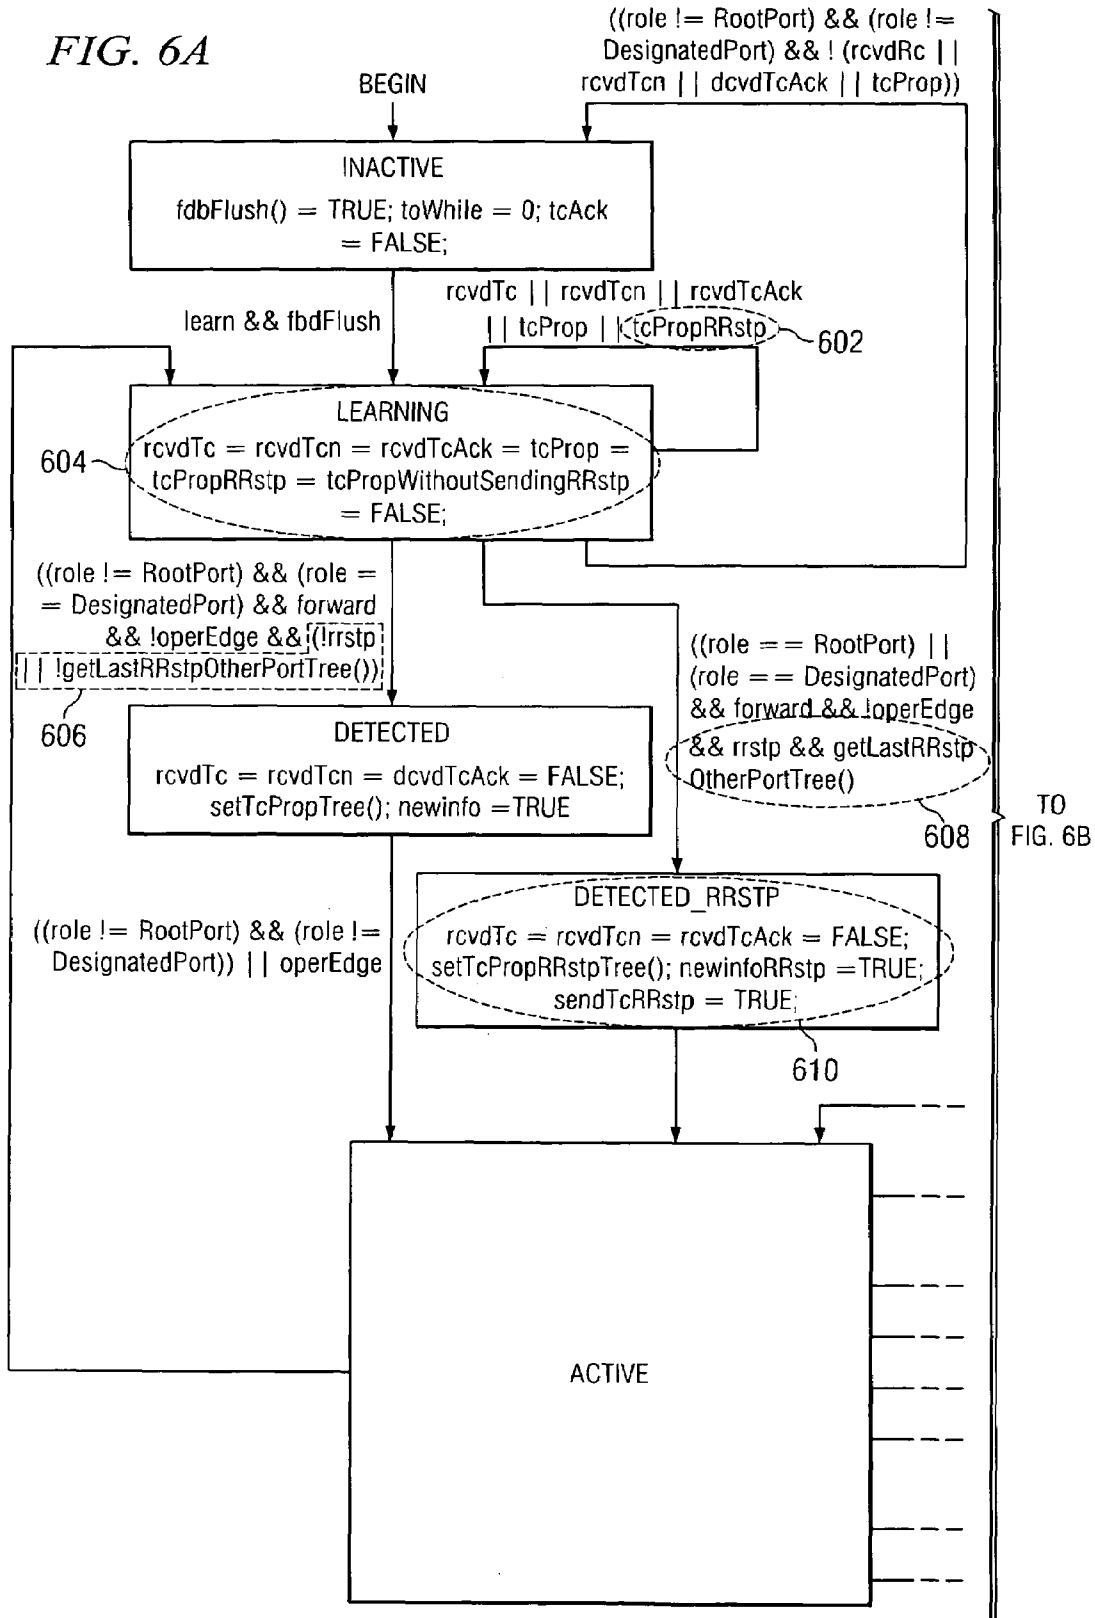 FIG. 6A
((role != RootPort) && (role !=
DesignatedPort) && ! (rcvdRc ||
rcvdTcn || dcvdTcAck || tcProp))
BEGIN
INACTIVE
fdbFlush() = TRUE; toWhile = 0; tcAck
= FALSE;
learn && fbdFlush
rcvdTc || rcvdTcn || rcvdTcAck
|| tcProp || tcPropRRstp
602
LEARNING
rcvdTc = rcvdTcn = rcvdTcAck = tcProp =
tcPropRRstp = tcPropWithoutSendingRRstp
= FALSE;
604
((role != RootPort) && (role =
= DesignatedPort) && forward
&& !operEdge && (!rrstp
|| !getLastRRstpOtherPortTree())
606
((role == RootPort) ||
(role == DesignatedPort)
&& forward && !operEdge
&& rrstp && getLastRRstp
OtherPortTree()
608
DETECTED
rcvdTc = rcvdTcn = dcvdTcAck = FALSE;
setTcPropTree(); newinfo =TRUE
TO
FIG. 6B
DETECTED_RRSTP
rcvdTc = rcvdTcn = rcvdTcAck = FALSE;
setTcPropRRstpTree(); newinfoRRstp =TRUE;
sendTcRRstp = TRUE;
610
((role != RootPort) && (role !=
DesignatedPort)) || operEdge
ACTIVE